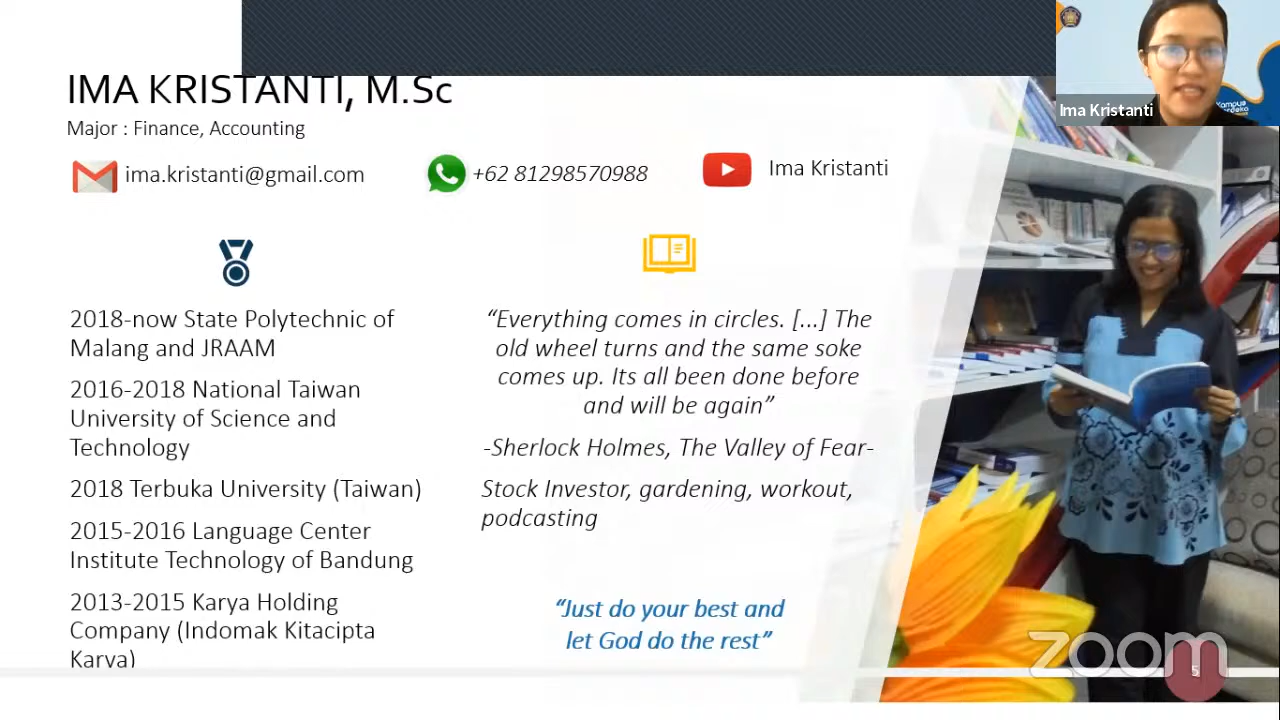 IMA KRISTANTI, M.Sc
Major : Finance, Accounting
ima.kristanti@gmail.com
+62 81298570988
Ima Kristanti
2018-now State Polytechnic of
Malang and JRAAM
2016-2018 National Taiwan
University of Science and
Technology
2018 Terbuka University (Taiwan)
2015-2016 Language Center
Institute Technology of Bandung
2013-2015 Karya Holding
Company (Indomak Kitacipta
Karya)
“Everything comes in circles. [...] The
old wheel turns and the same soke
comes up. Its all been done before
and will be again”
-Sherlock Holmes, The Valley of Fear-
Stock Investor, gardening, workout,
podcasting
“Just do your best and
let God do the rest”
Ima Kristanti
Kampus
zoom
5